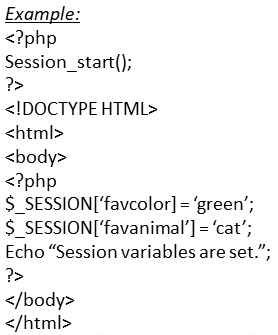 Example:
<?php
Session_start();
?>
<!DOCTYPE HTML>
<html>
<body>
<?php
$_SESSION[‘favcolor] = ‘green’;
$_SESSION[‘favanimal’] = ‘cat’;
Echo “Session variables are set.”;
?>
</body>
</html>